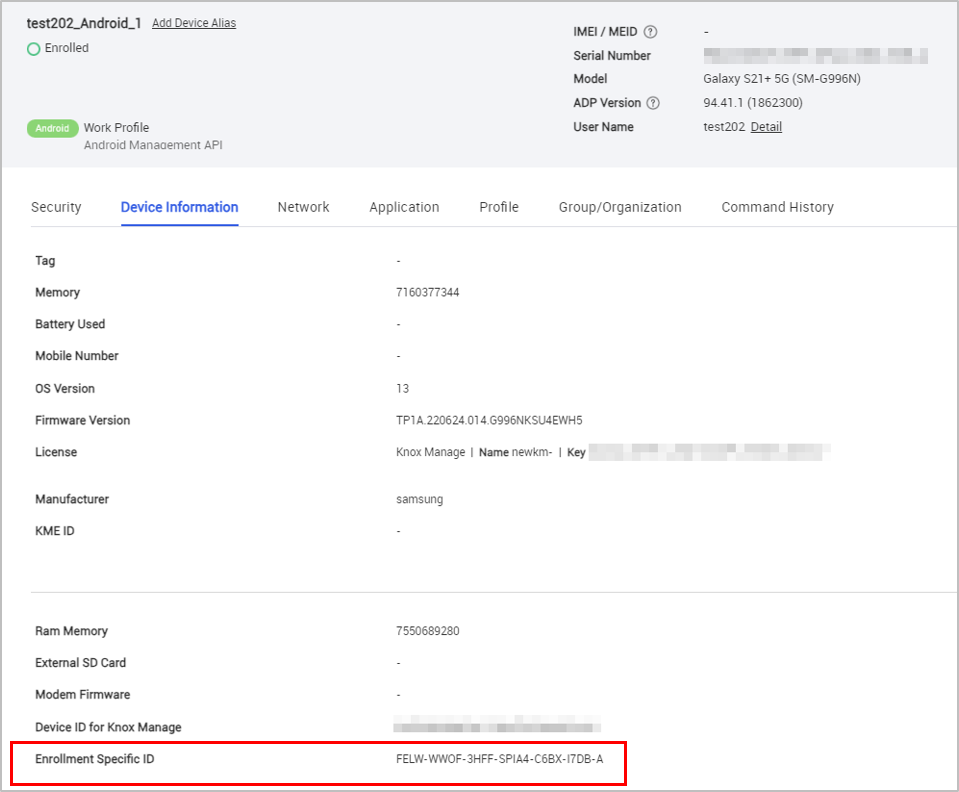 test202_Android_1 Add Device Alias
Enrolled
Android Work Profile
Android Management API
IMEI / MEID ? -
Serial Number
Model Galaxy S21+ 5G (SM-G996N)
ADP Version ? 94.41.1 (1862300)
User Name test202 Detail
Security Device Information Network Application Profile Group/Organization Command History
Tag -
Memory 7160377344
Battery Used -
Mobile Number -
OS Version 13
Firmware Version TP1A.220624.014.G996NKSU4EWH5
License Knox Manage | Name newkm- | Key
Manufacturer samsung
KME ID -
Ram Memory 7550689280
External SD Card -
Modem Firmware -
Device ID for Knox Manage
Enrollment Specific ID FELW-WWOF-3HFF-SPIA4-C6BX-I7DB-A